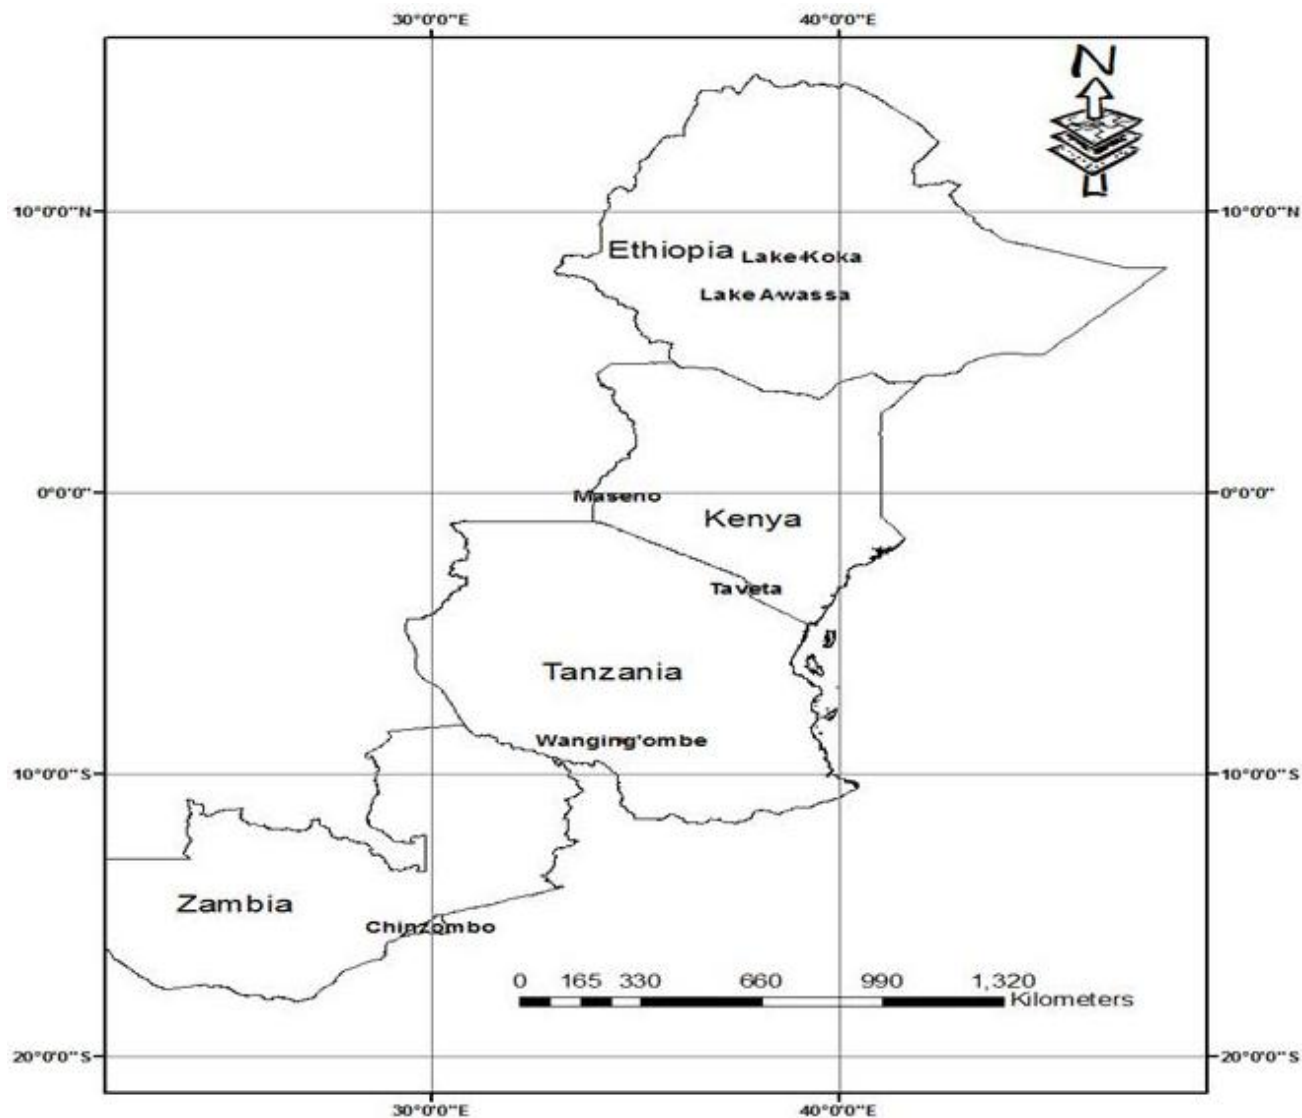 30°0'0"E 40°0'0"E
N
10°0'0"N 10°0'0"N
Ethiopia Lake Koka
Lake Awassa
0°0'0" 0°0'0"
Maseno
Kenya
Taveta
Tanzania
Wanging'ombe
10°0'0"S 10°0'0"S
Zambia
Chinzombo
0 165 330 660 990 1,320
Kilometers
20°0'0"S 20°0'0"S
30°0'0"E 40°0'0"E